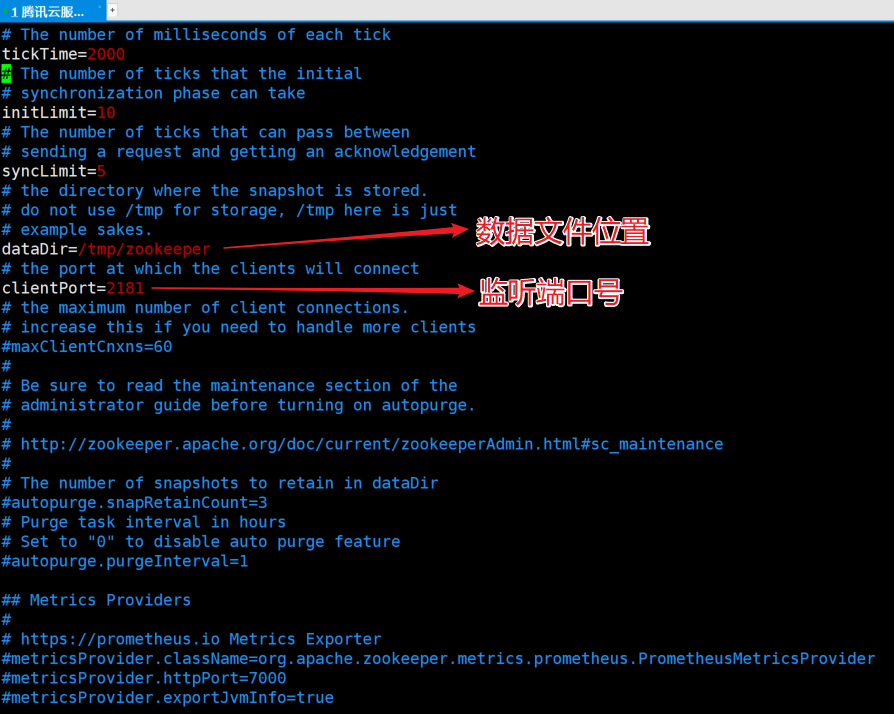 1 腾讯云服... +
# The number of milliseconds of each tick
tickTime=2000
# The number of ticks that the initial
# synchronization phase can take
initLimit=10
# The number of ticks that can pass between
# sending a request and getting an acknowledgement
syncLimit=5
# the directory where the snapshot is stored.
# do not use /tmp for storage, /tmp here is just
# example sakes.
数据文件位置
dataDir=/tmp/zookeeper
# the port at which the clients will connect
clientPort=2181
监听端口号
# the maximum number of client connections.
# increase this if you need to handle more clients
#maxClientCnxns=60
#
# Be sure to read the maintenance section of the
# administrator guide before turning on autopurge.
#
# http://zookeeper.apache.org/doc/current/zookeeperAdmin.html#sc_maintenance
#
# The number of snapshots to retain in dataDir
#autopurge.snapRetainCount=3
# Purge task interval in hours
# Set to "0" to disable auto purge feature
#autopurge.purgeInterval=1
## Metrics Providers
#
# https://prometheus.io Metrics Exporter
#metricsProvider.className=org.apache.zookeeper.metrics.prometheus.PrometheusMetricsProvider
#metricsProvider.httpPort=7000
#metricsProvider.exportJvmInfo=true